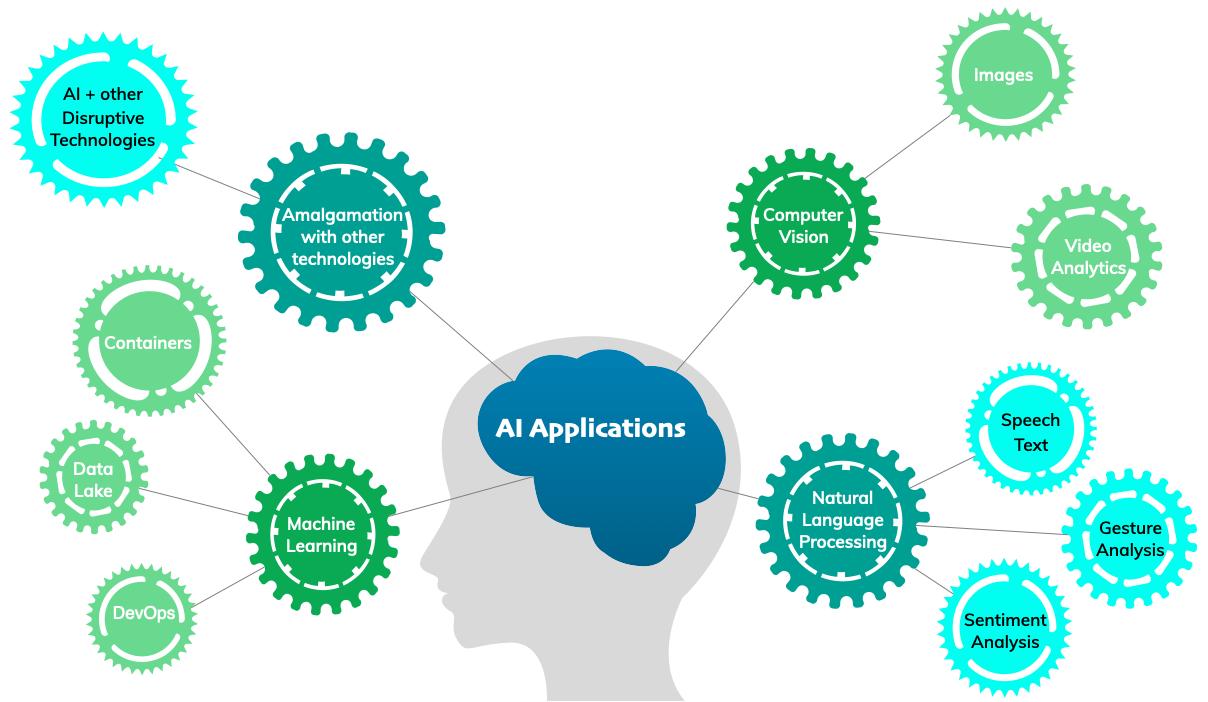 AI + other
Disruptive
Technologies
Amalgamation
with other
technologies
Containers
Data
Lake
DevOps
Machine
Learning
AI Applications
Images
Computer
Vision
Video
Analytics
Speech
Text
Natural
Language
Processing
Gesture
Analysis
Sentiment
Analysis